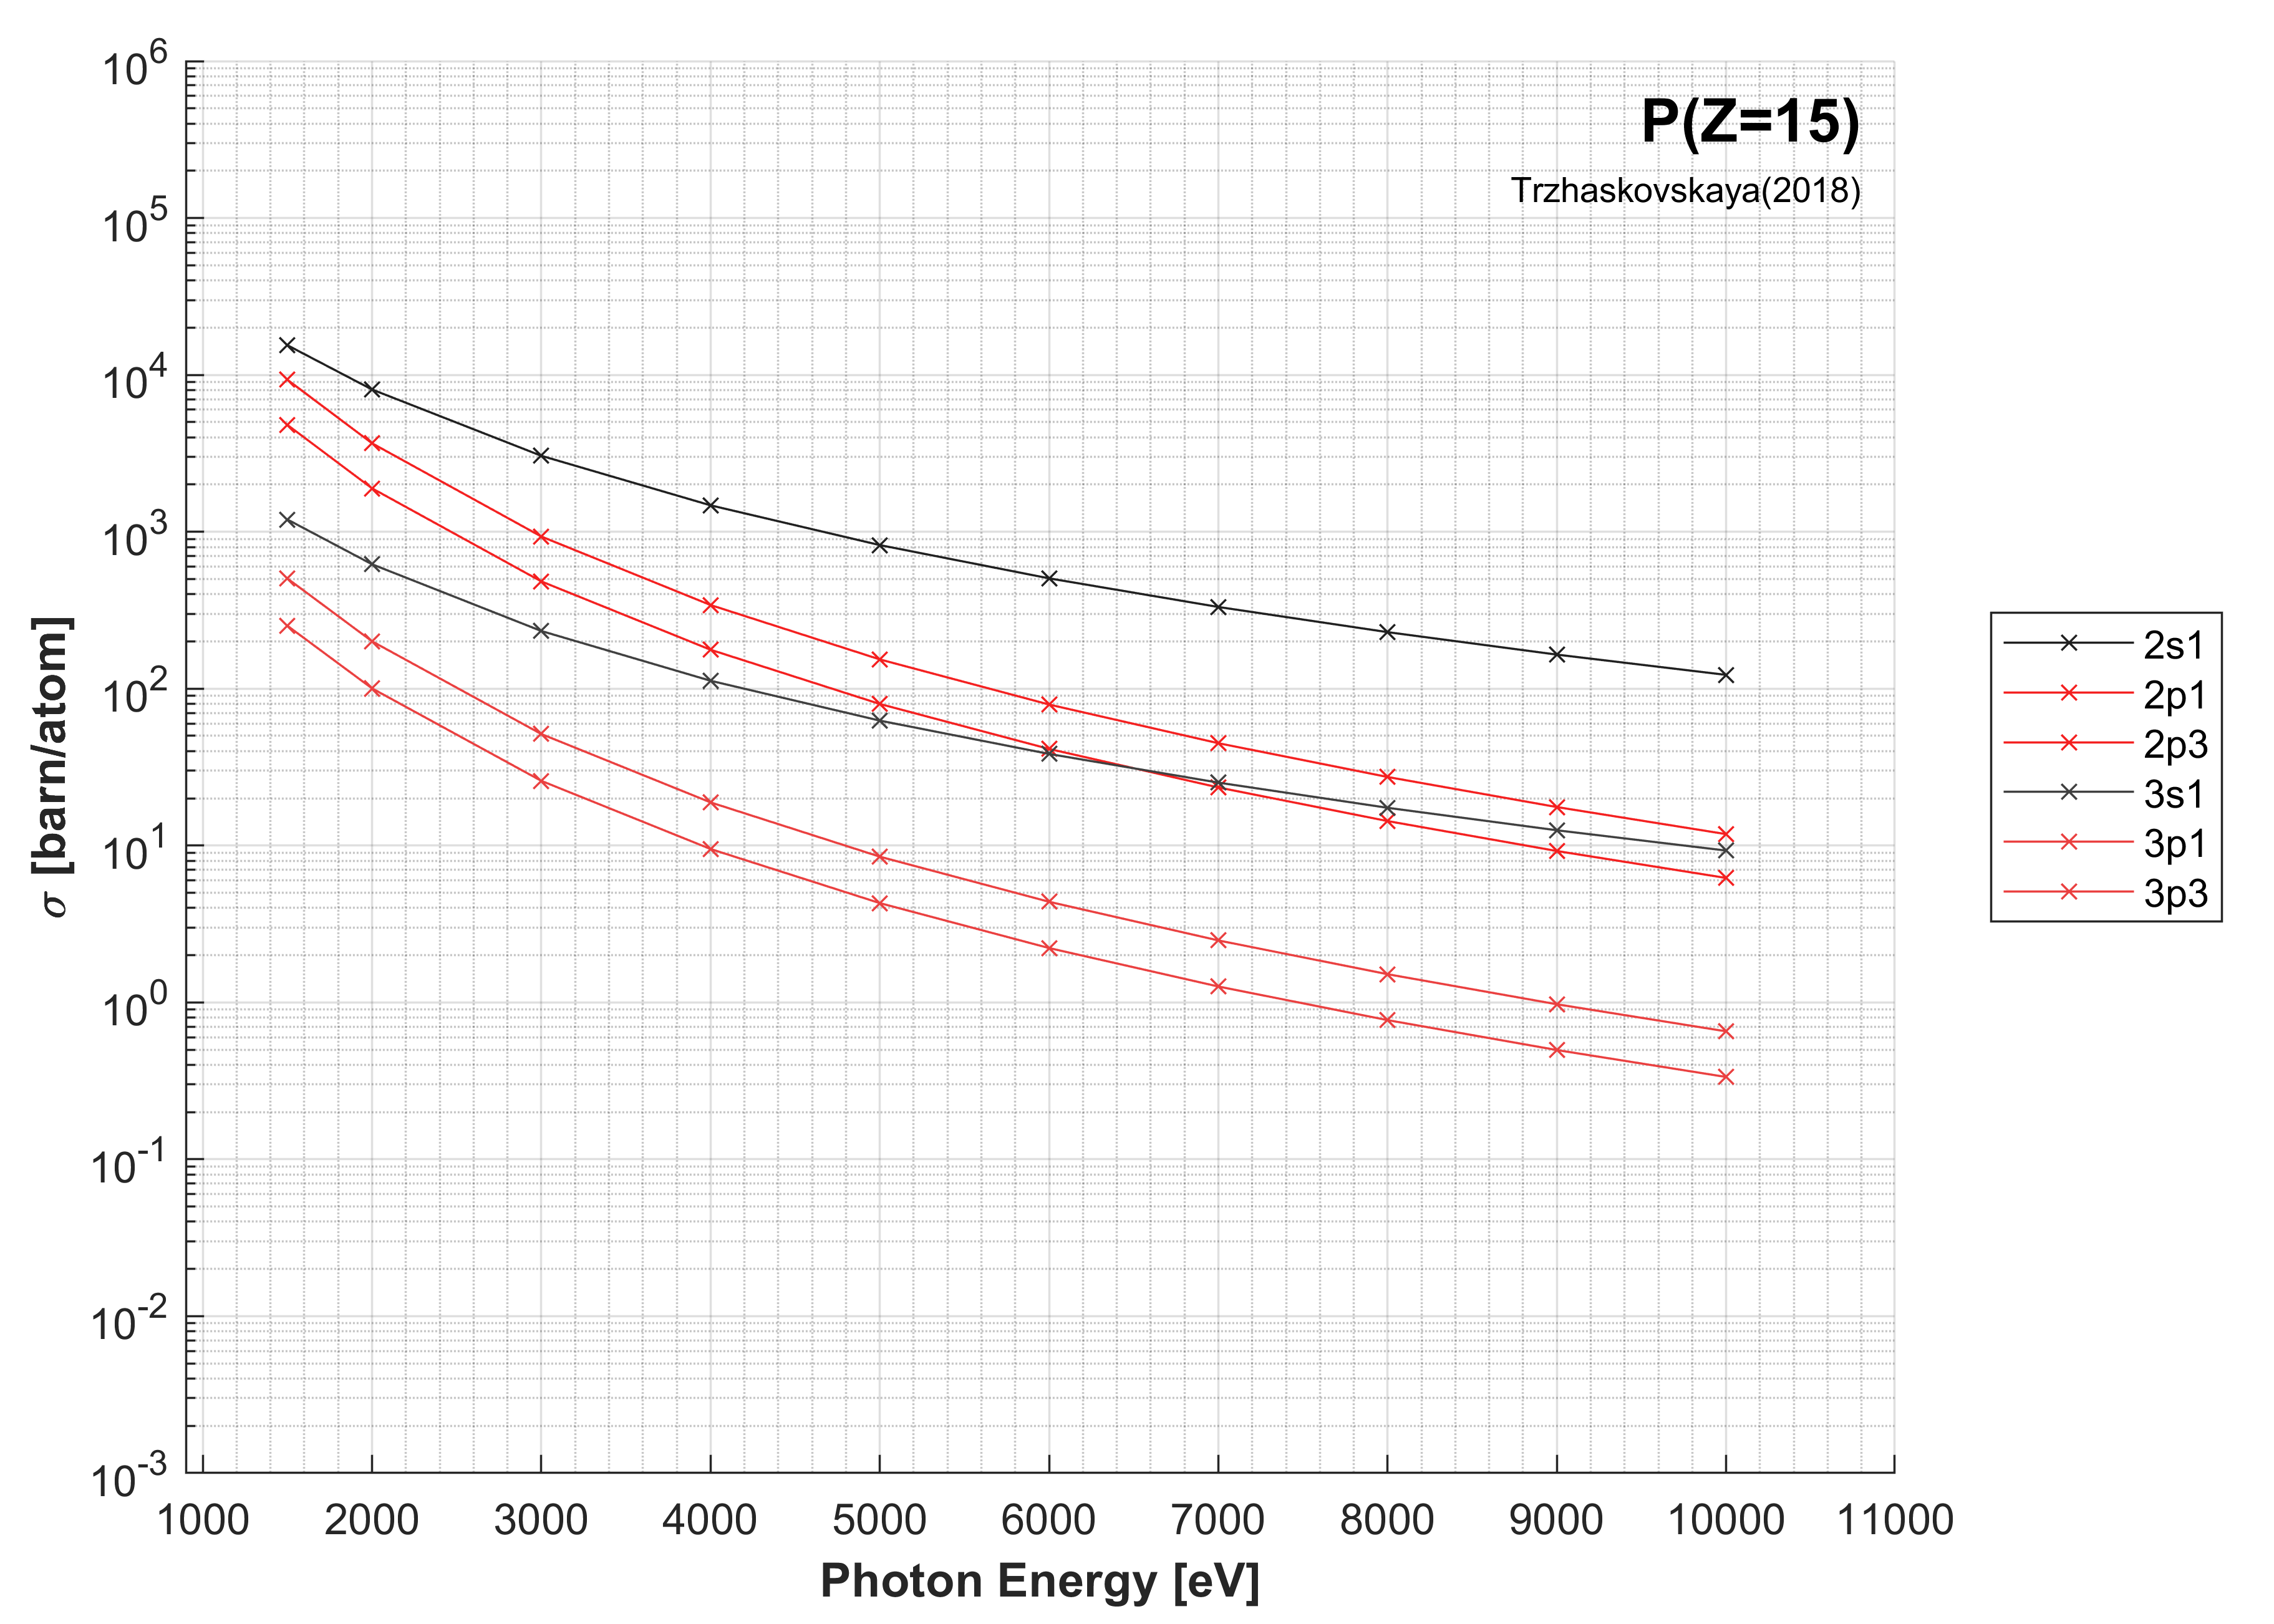 P(Z=15)
Trzhaskovskaya(2018)
10^6
10^5
10^4
10^3
10^2
10^1
10^0
10^-1
10^-2
10^-3
σ [barn/atom]
1000 2000 3000 4000 5000 6000 7000 8000 9000 10000 11000
Photon Energy [eV]
2s1
2p1
2p3
3s1
3p1
3p3